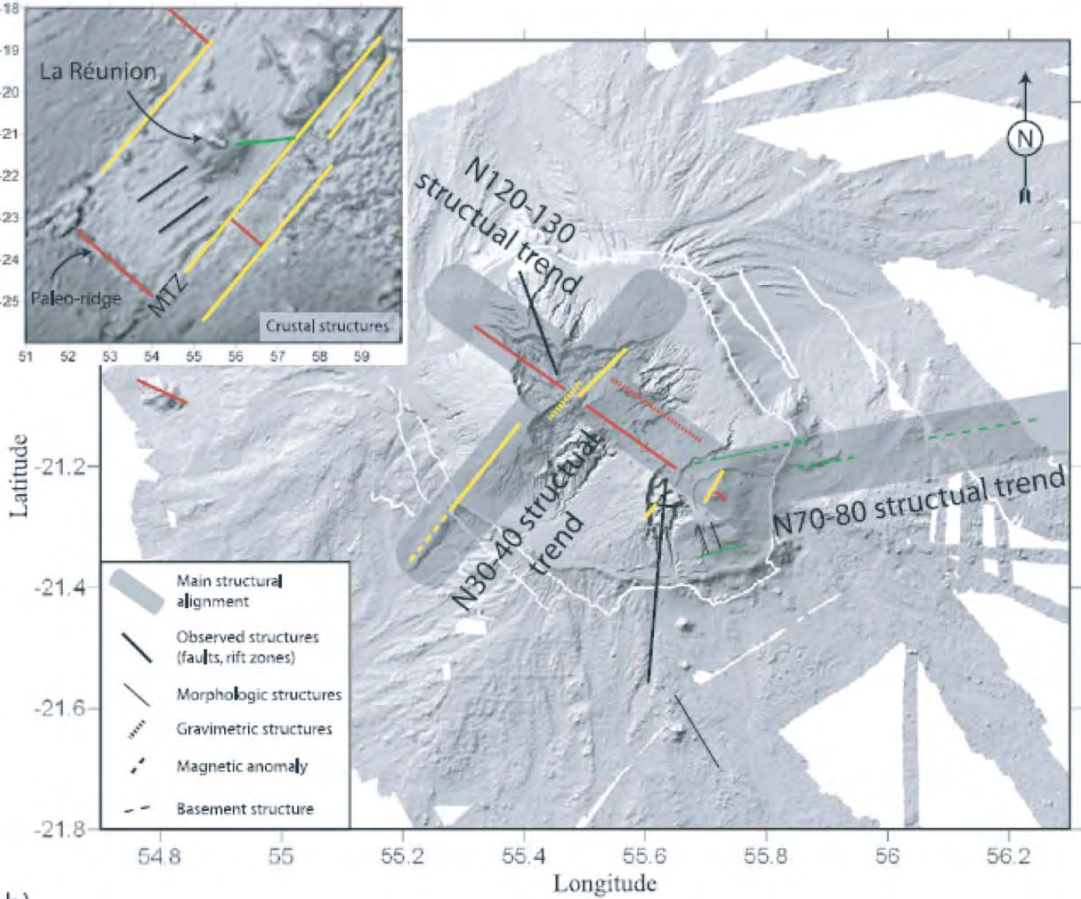 -18
-19
-20
-21
-22
-23
-24
-25
La Réunion
Paleo-ridge
MTZ
Crustal structures
51 52 53 54 55 56 57 58 59
N
N120-130
structural trend
N30-40 structural
trend
N70-80 structual trend
Latitude
-21.2
-21.4
-21.6
-21.8
Main structural
alignment
Observed structures
(faults, rift zones)
Morphologic structures
Gravimetric structures
Magnetic anomaly
Basement structure
54.8 55 55.2 55.4 55.6 55.8 56 56.2
Longitude